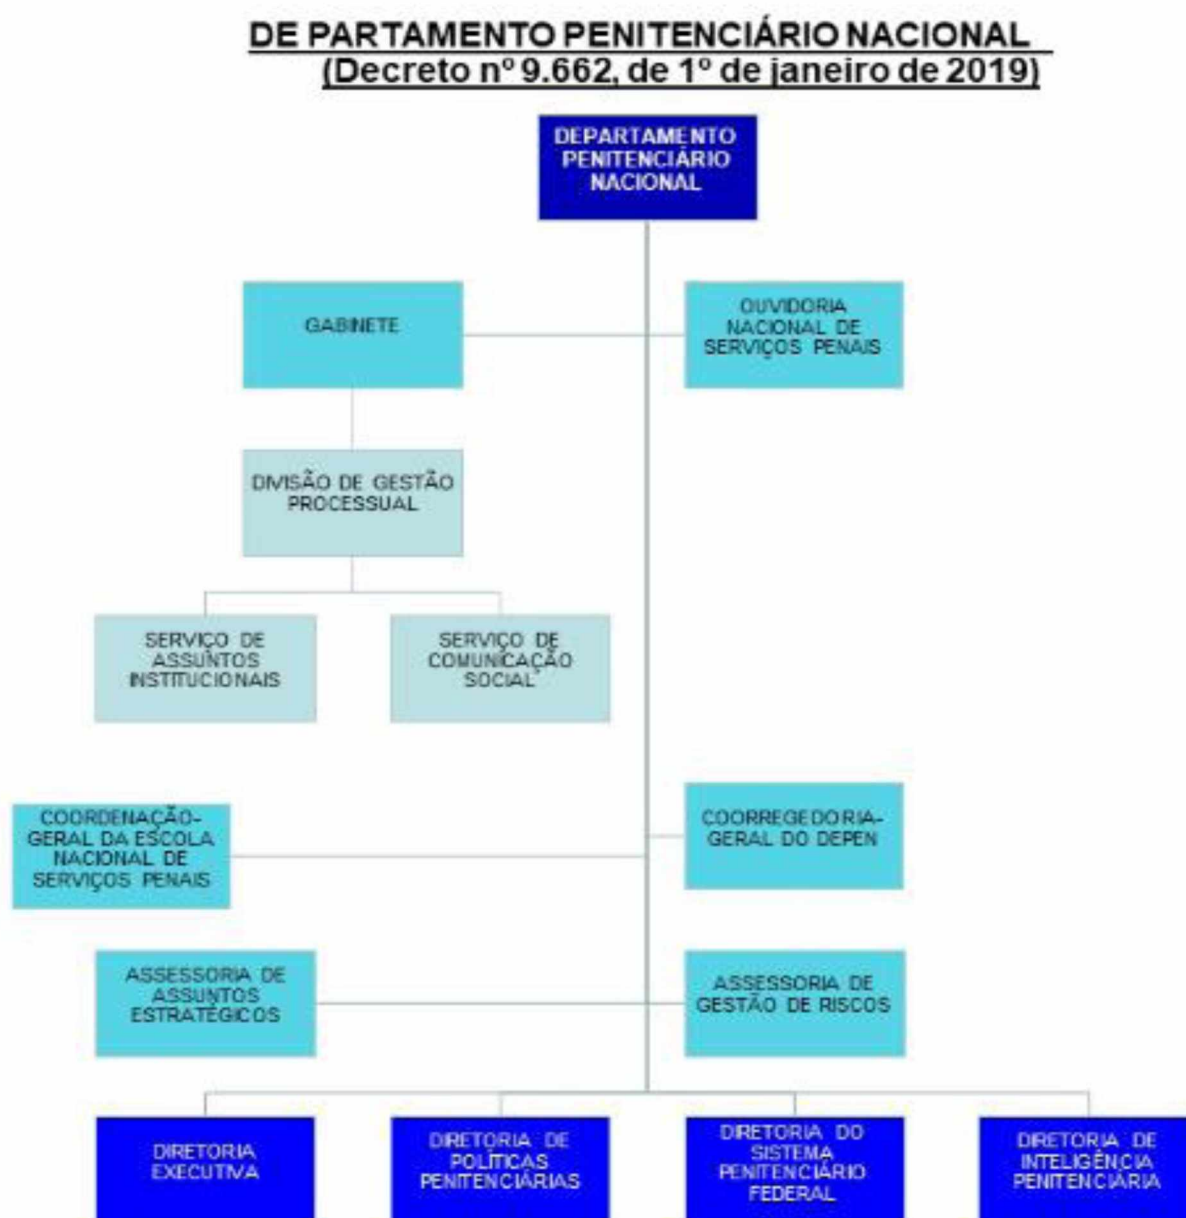 DE PARTAMENTO PENITENCIÁRIO NACIONAL
(Decreto nº 9.662, de 1º de janeiro de 2019)
DEPARTAMENTO
PENITENCIÁRIO
NACIONAL
GABINETE
OUVIDORIA
NACIONAL DE
SERVIÇOS PENAIS
DIVISÃO DE GESTÃO
PROCESSUAL
SERVIÇO DE
ASSUNTOS
INSTITUCIONAIS
SERVIÇO DE
COMUNICAÇÃO
SOCIAL
COORDENAÇÃO-
GERAL DA ESCOLA
NACIONAL DE
SERVIÇOS PENAIS
COORREGEDORIA-
GERAL DO DEPEN
ASSESSORIA DE
ASSUNTOS
ESTRATÉGICOS
ASSESSORIA DE
GESTÃO DE RISCOS
DIRETORIA
EXECUTIVA
DIRETORIA DE
POLÍTICAS
PENITENCIÁRIAS
DIRETORIA DO
SISTEMA
PENITENCIÁRIO
FEDERAL
DIRETORIA DE
INTELIGÊNCIA
PENITENCIÁRIA